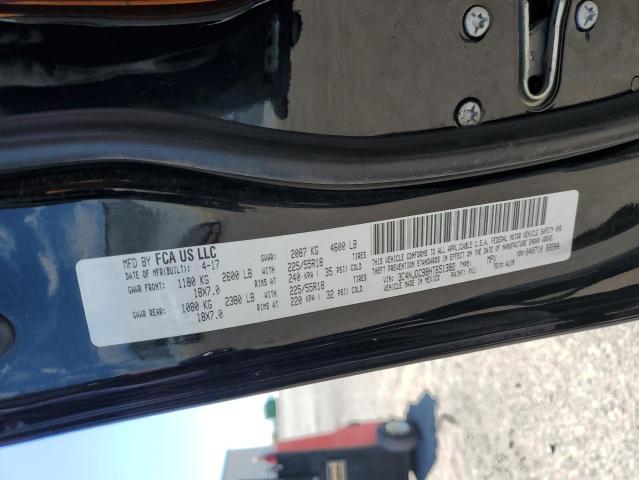 MFD BY FCA US LLC
DATE OF MFR(BUILT): 4-17 GVWR: 2087 KG 4600 LB
GAWR FRONT: 1180 KG 2600 LB WITH 225/55R18 TIRES
18X7.0 RIMS AT 240 KPA ( 35 PSI COLD
GAWR REAR: 1080 KG 2380 LB WITH 225/55R18 TIRES
18X7.0 RIMS AT 220 KPA ( 32 PSI COLD
THIS VEHICLE CONFORMS TO ALL APPLICABLE U.S.A. FEDERAL MOTOR VEHICLE SAFETY AND
THEFT PREVENTION STANDARDS IN EFFECT ON THE DATE OF MANUFACTURE SHOWN ABOVE.
VIN: TYPE: MPV
VEHICLE MADE IN MEXICO PAINT: PXJ